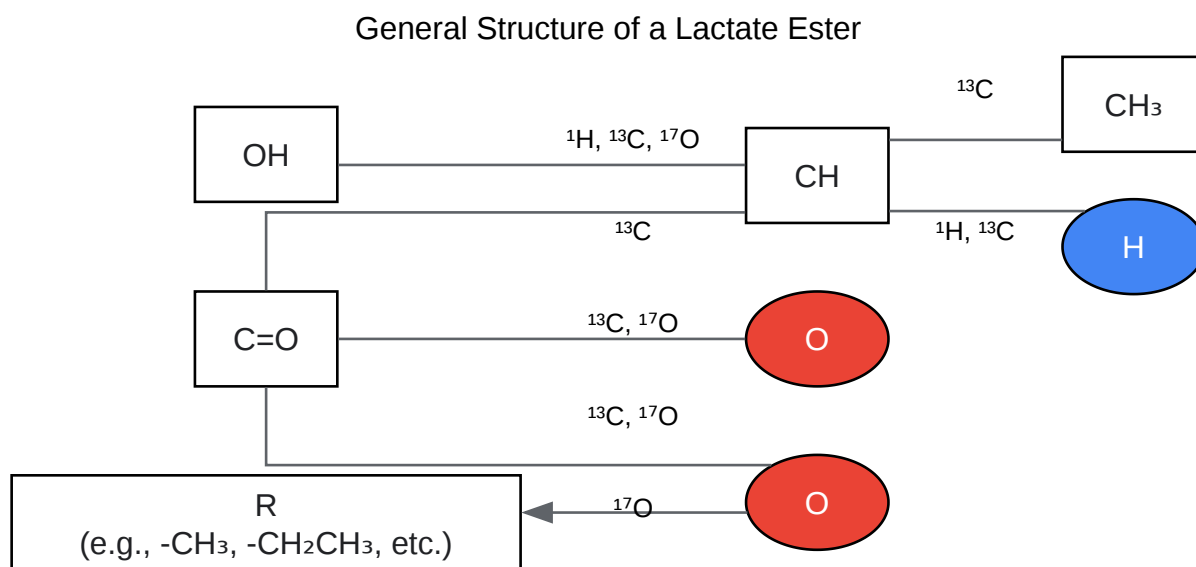 General Structure of a Lactate Ester
¹³C
CH₃
OH
¹H, ¹³C, ¹⁷O
CH
¹³C
¹H, ¹³C
H
C=O
¹³C, ¹⁷O
O
¹³C, ¹⁷O
R
(e.g., -CH₃, -CH₂CH₃, etc.)
¹⁷O
O